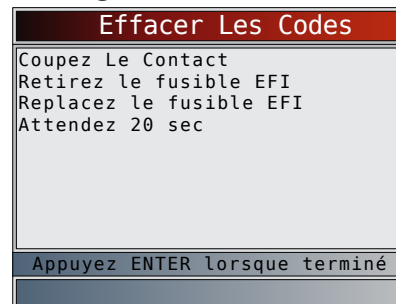 Effacer Les Codes
Coupez Le Contact
Retirez le fusible EFI
Replacez le fusible EFI
Attendez 20 sec
Appuyez ENTER lorsque terminé